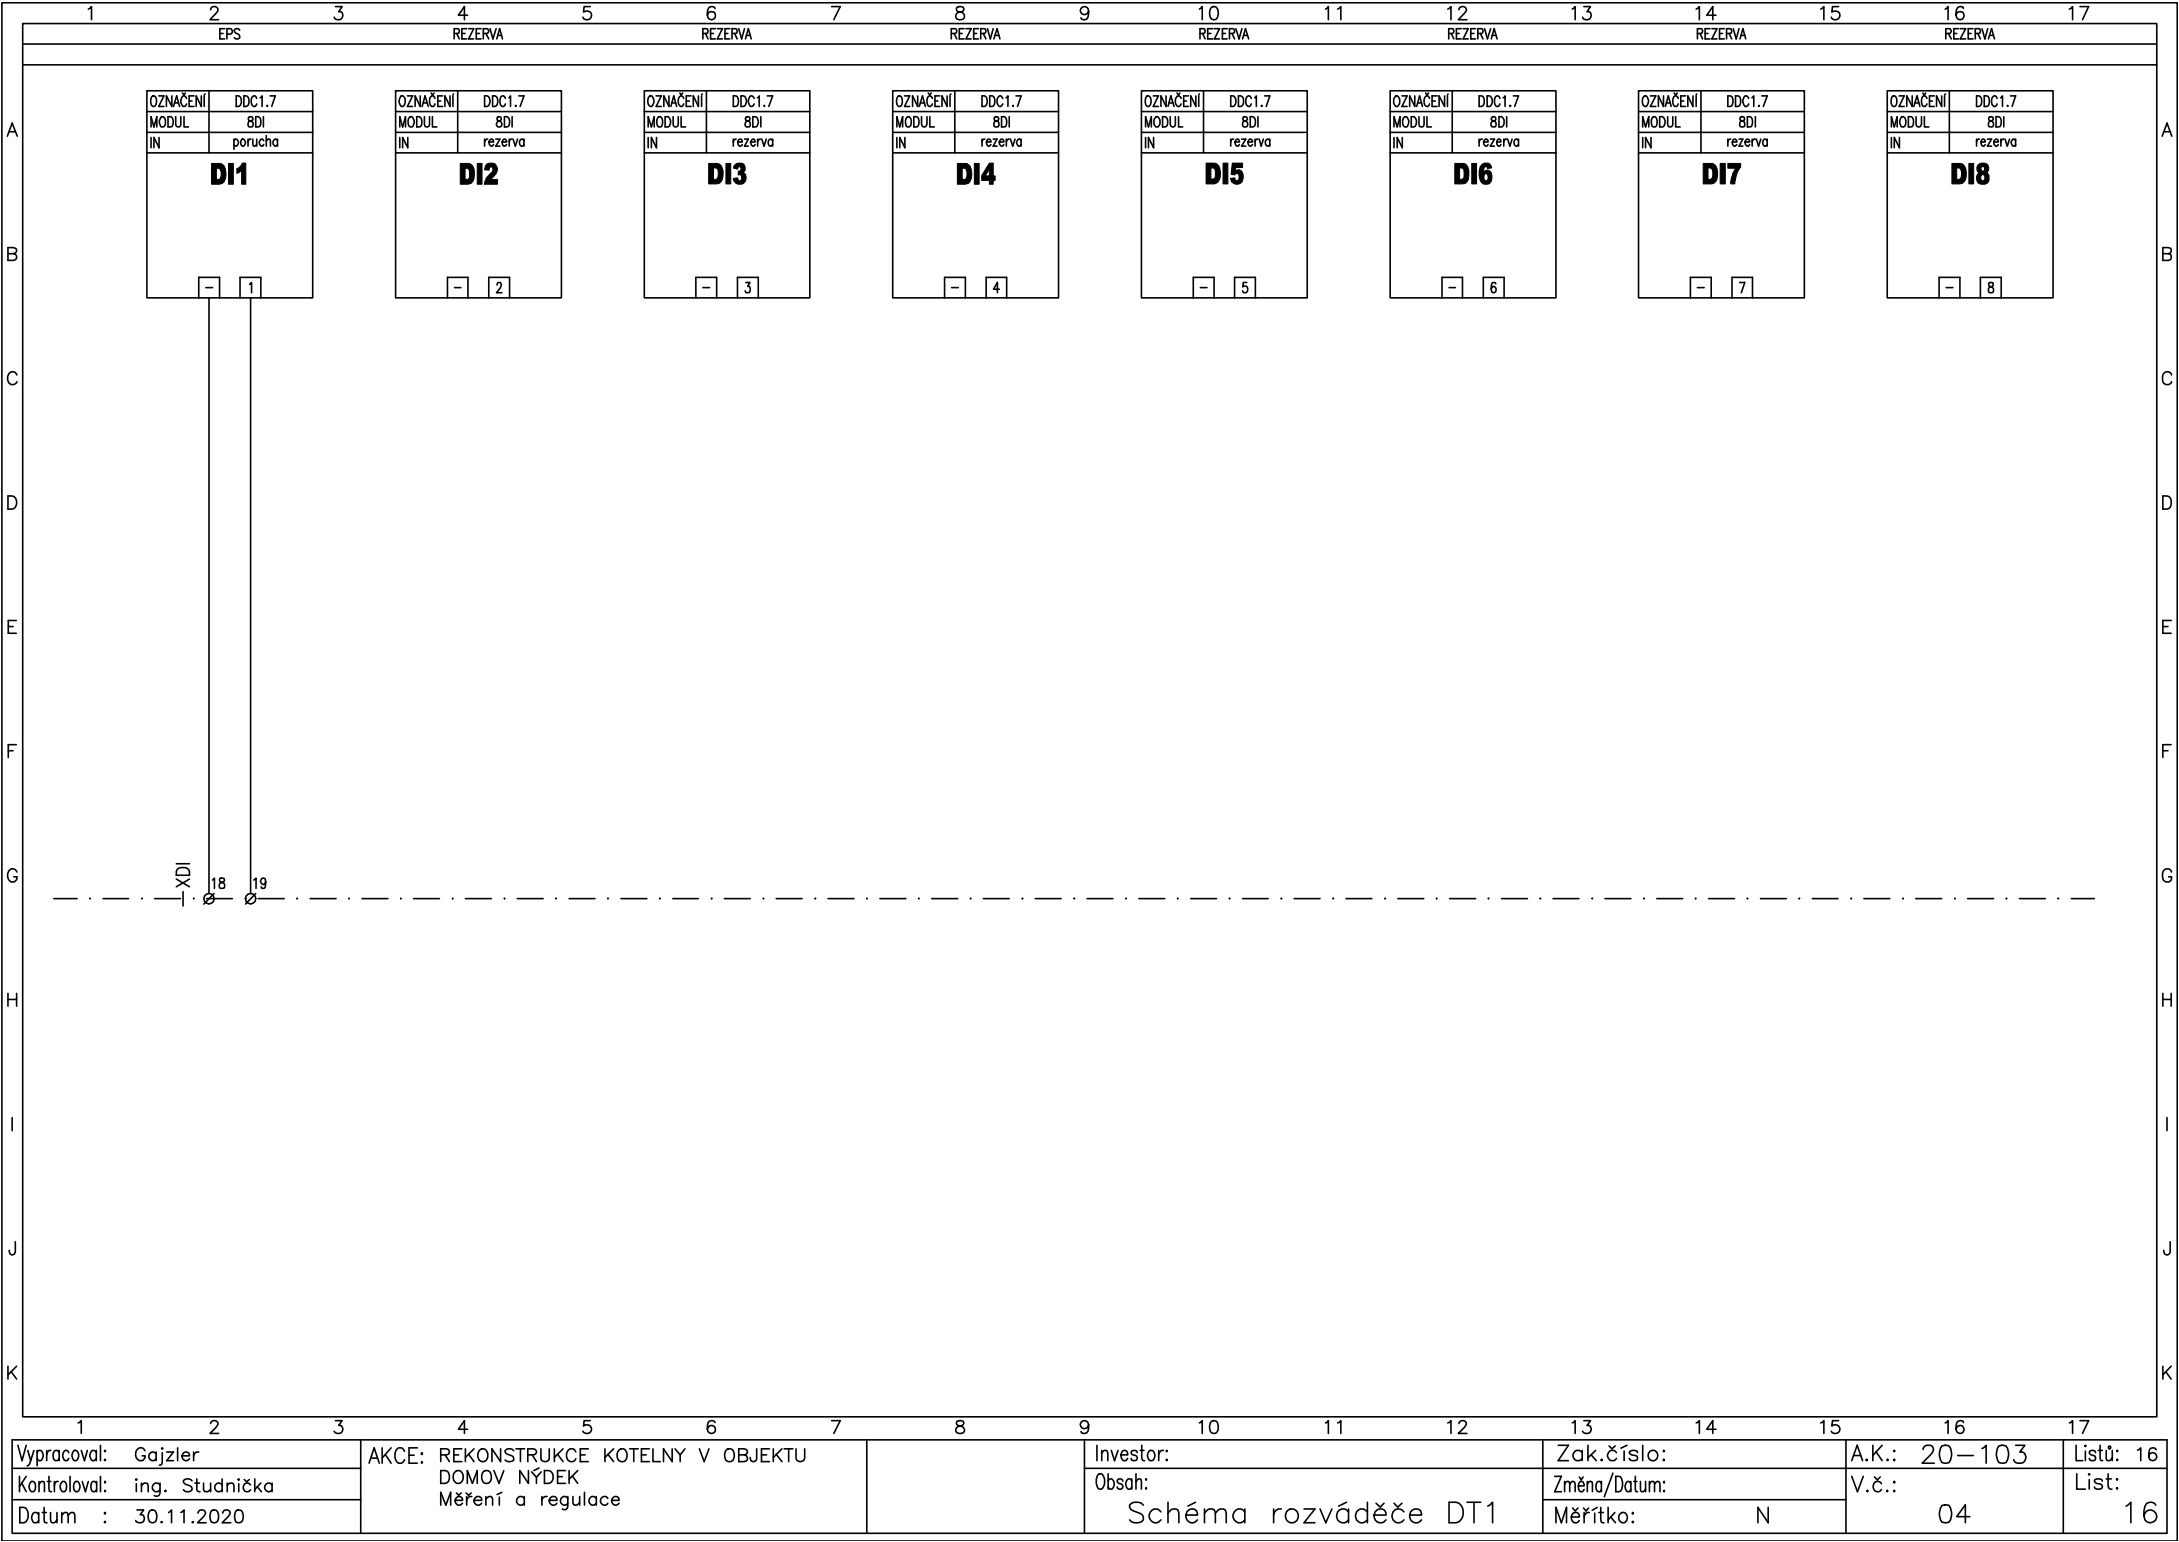 1 2 3 4 5 6 7 8 9 10 11 12 13 14 15 16 17
EPS REZERVA REZERVA REZERVA REZERVA REZERVA REZERVA REZERVA
OZNAČENÍ DDC1.7 OZNAČENÍ DDC1.7 OZNAČENÍ DDC1.7 OZNAČENÍ DDC1.7 OZNAČENÍ DDC1.7 OZNAČENÍ DDC1.7 OZNAČENÍ DDC1.7 OZNAČENÍ DDC1.7
A MODUL 8DI MODUL 8DI MODUL 8DI MODUL 8DI MODUL 8DI MODUL 8DI MODUL 8DI MODUL 8DI A
IN porucha IN rezerva IN rezerva IN rezerva IN rezerva IN rezerva IN rezerva IN rezerva
DI1 DI2 DI3 DI4 DI5 DI6 DI7 DI8
B B
- 1 - 2 - 3 - 4 - 5 - 6 - 7 - 8
C C
D D
E E
F F
G -XDI 18 19 G
H H
I I
J J
K K
1 2 3 4 5 6 7 8 9 10 11 12 13 14 15 16 17
Vypracoval: Gajzler
Kontroloval: ing. Studnička
Datum : 30.11.2020
AKCE: REKONSTRUKCE KOTELNY V OBJEKTU
DOMOV NÝDEK
Měření a regulace
Investor:
Obsah:
Schéma rozváděče DT1
Zak.číslo:
Změna/Datum:
Měřítko: N
A.K.: 20-103
V.č.:
04
Listů: 16
List:
16